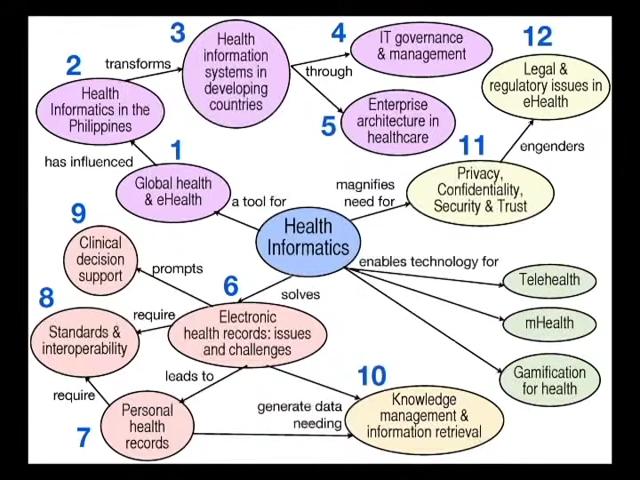 3
Health
information
systems in
developing
countries
4
IT governance
& management
12
Legal &
regulatory issues in
eHealth
transforms
through
2
Health
Informatics in the
Philippines
5
Enterprise
architecture in
healthcare
11
engenders
1
has influenced
Global health
& eHealth
a tool for
magnifies
need for
Privacy,
Confidentiality,
Security & Trust
9
Clinical
decision
support
Health
Informatics
prompts
enables technology for
Telehealth
6
solves
8
Standards &
interoperability
require
Electronic
health records: issues
and challenges
mHealth
leads to
10
Gamification
for health
require
7
Personal
health
records
generate data
needing
Knowledge
management &
information retrieval